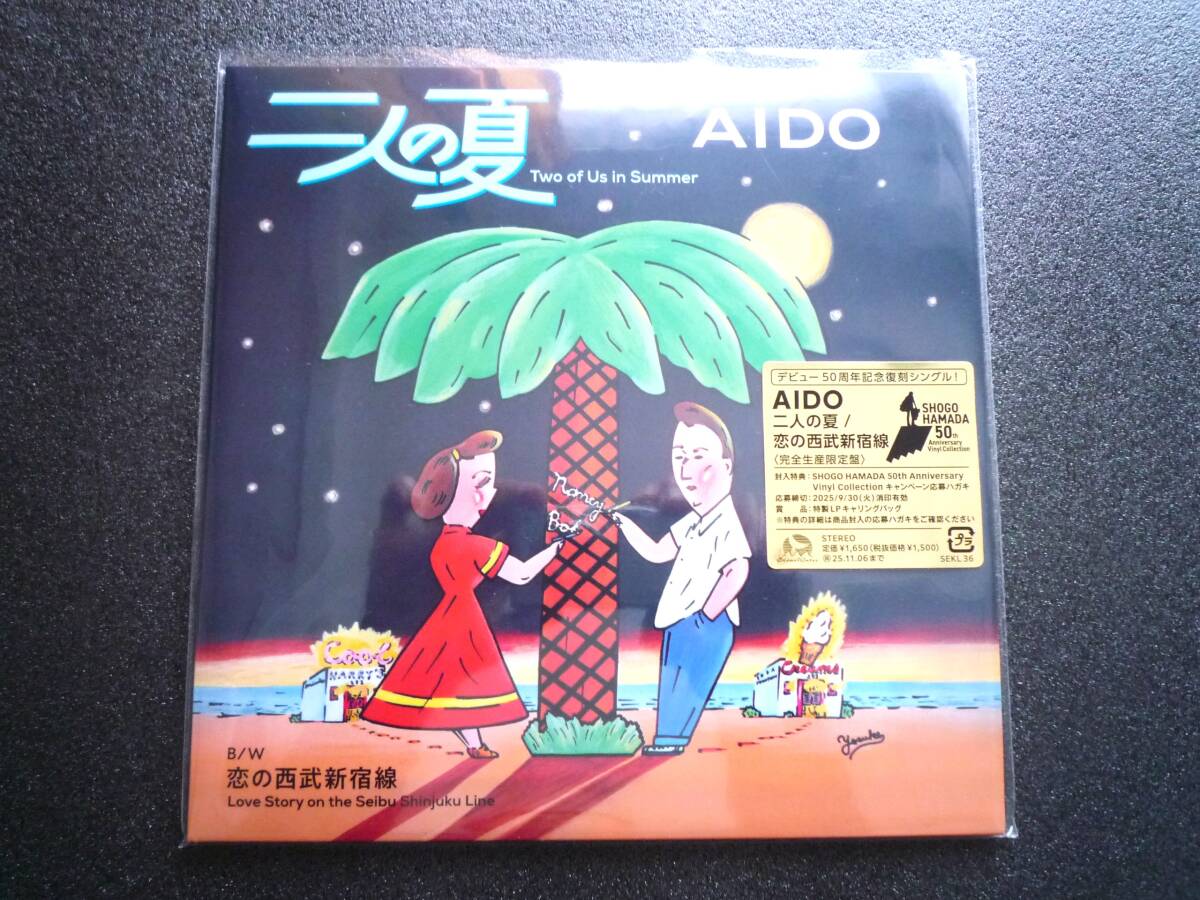 二人の夏
AIDO
Two of Us in Summer
デビュー50周年記念復刻シングル！
AIDO
二人の夏 /
恋の西武新宿線
〈完全生産限定盤〉
SHOGO
HAMADA
50th
Anniversary
Vinyl Collection
封入特典：SHOGO HAMADA 50th Anniversary
Vinyl Collection キャンペーン応募ハガキ
応募締切：2025/9/30(火)消印有効
賞　品：特製LPキャリングバッグ
※特典の詳細は商品封入の応募ハガキをご確認ください
STEREO
定価￥1,650(税抜価格￥1,500)
25.11.06まで
プラ
SEKL 36
Nancy
Bob
HARRY'S
Creams
Yosuke
B/W
恋の西武新宿線
Love Story on the Seibu Shinjuku Line